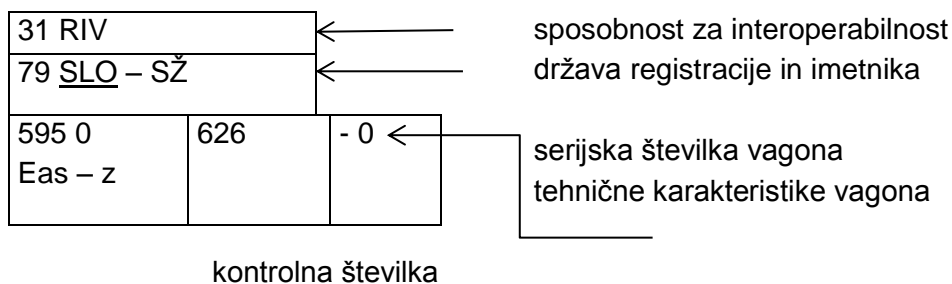 31 RIV
sposobnost za interoperabilnost
79 SLO – SŽ
država registracije in imetnika
595 0 626 - 0
Eas – z
serijska številka vagona
tehnične karakteristike vagona
kontrolna številka